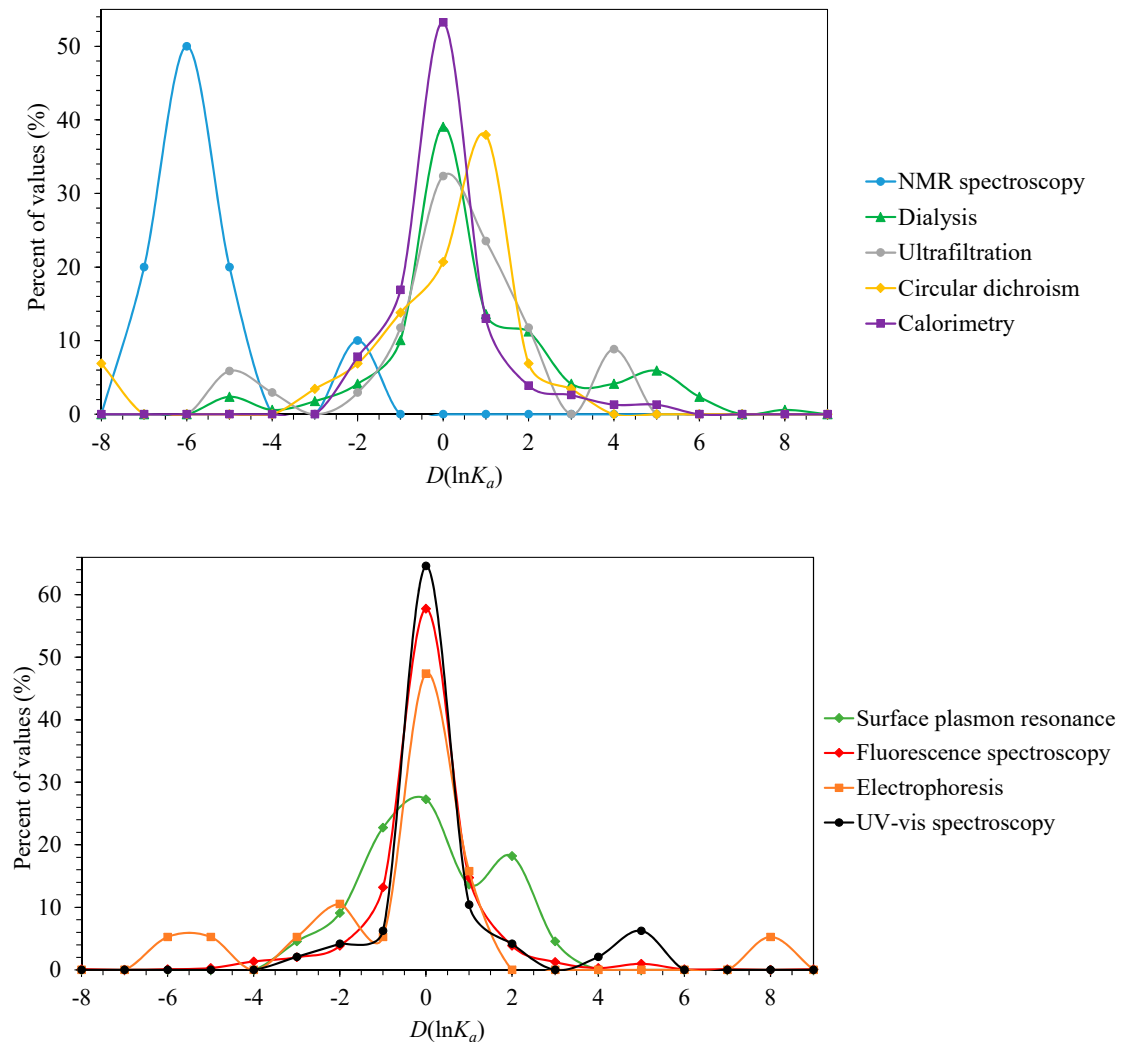 Percent of values (%)
50
40
30
20
10
0
-8 -6 -4 -2 0 2 4 6 8
D(lnKa)
NMR spectroscopy
Dialysis
Ultrafiltration
Circular dichroism
Calorimetry
Percent of values (%)
60
50
40
30
20
10
0
-8 -6 -4 -2 0 2 4 6 8
D(lnKa)
Surface plasmon resonance
Fluorescence spectroscopy
Electrophoresis
UV-vis spectroscopy